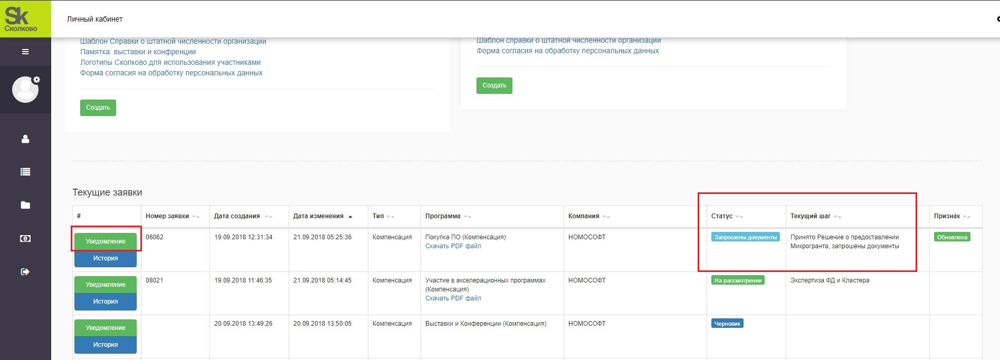 Sk
Сколково
Личный кабинет
Шаблон Справки о штатной численности организации
Памятка: выставки и конфренции
Логотипы Сколково для использования участниками
Форма согласия на обработку персональных данных
Создать
Шаблон справки о штатной численности организации
Форма согласия на обработку персональных данных
Создать
Текущие заявки
# Номер заявки Дата создания Дата изменения Тип Программа Компания Статус Текущий шаг Признак
Уведомление 06062 19.09.2018 12:31:34 21.09.2018 05:25:36 Компенсация Покупка ПО (Компенсация) НОМОСОФТ Запрошены документы Принято Решение о предоставлении Обновлена
Скачать PDF файл Микрогранта, запрошены документы
История
Уведомление 08021 19.09.2018 11:46:35 21.09.2018 05:14:45 Компенсация Участие в акселерационных программах НОМОСОФТ На рассмотрении Экспертиза ФД и Кластера
(Компенсация)
История Скачать PDF файл
Уведомление 20.09.2018 13:49:26 20.09.2018 13:50:05 Компенсация Выставки и Конференции (Компенсация) НОМОСОФТ Черновик
История